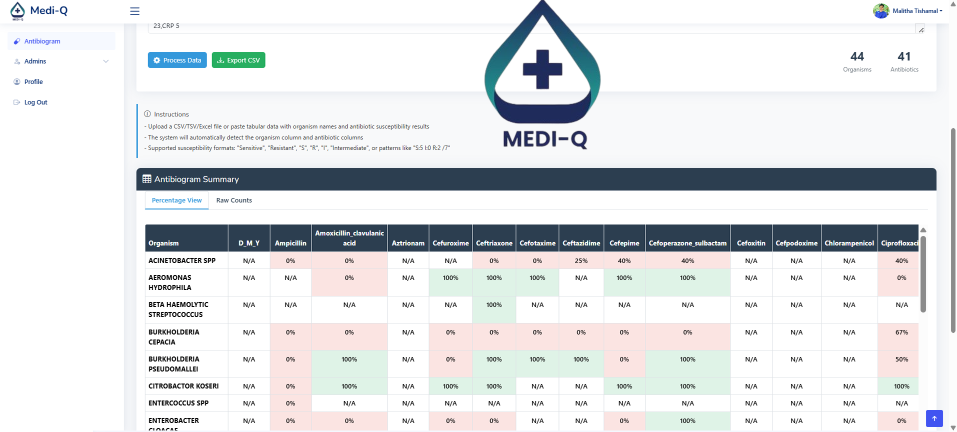 Medi-Q
Malitha Tishamal
Antibiogram
Admins
Profile
Log Out
23,CRP 5
Process Data
Export CSV
44
Organisms
41
Antibiotics
MEDI-Q
Instructions
- Upload a CSV/TSV/Excel file or paste tabular data with organism names and antibiotic susceptibility results
- The system will automatically detect the organism column and antibiotic columns
- Supported susceptibility formats: "Sensitive", "Resistant", "S", "R", "I", "Intermediate", or patterns like "S:5 I:0 R:2 /7"
Antibiogram Summary
Percentage View Raw Counts
Organism D_M_Y Ampicillin Amoxicillin_clavulanic acid Aztrionam Cefuroxime Ceftriaxone Cefotaxime Ceftazidime Cefepime Cefoperazone_sulbactam Cefoxitin Cefpodoxime Chlorampenicol Ciprofloxaci
ACINETOBACTER SPP N/A 0% 0% N/A N/A 0% 0% 25% 40% 40% N/A N/A N/A 40%
AEROMONAS HYDROPHILA N/A N/A 0% N/A 100% 100% 100% N/A 100% 100% N/A N/A N/A 0%
BETA HAEMOLYTIC STREPTOCOCCUS N/A N/A N/A N/A N/A 100% N/A N/A N/A N/A N/A N/A N/A N/A
BURKHOLDERIA CEPACIA N/A 0% 0% N/A 0% 0% 0% 0% 0% 0% N/A N/A N/A 67%
BURKHOLDERIA PSEUDOMALLEI N/A 0% 100% N/A 0% 100% 100% 100% 0% 100% N/A N/A N/A 50%
CITROBACTOR KOSERI N/A 0% 100% N/A 100% 100% N/A N/A 100% 100% N/A N/A N/A 100%
ENTERCOCCUS SPP N/A 0% N/A N/A N/A N/A N/A N/A N/A N/A N/A N/A N/A N/A
ENTEROBACTER CLOACAE N/A 0% 0% N/A 0% 0% N/A N/A 0% 100% N/A N/A N/A 0%